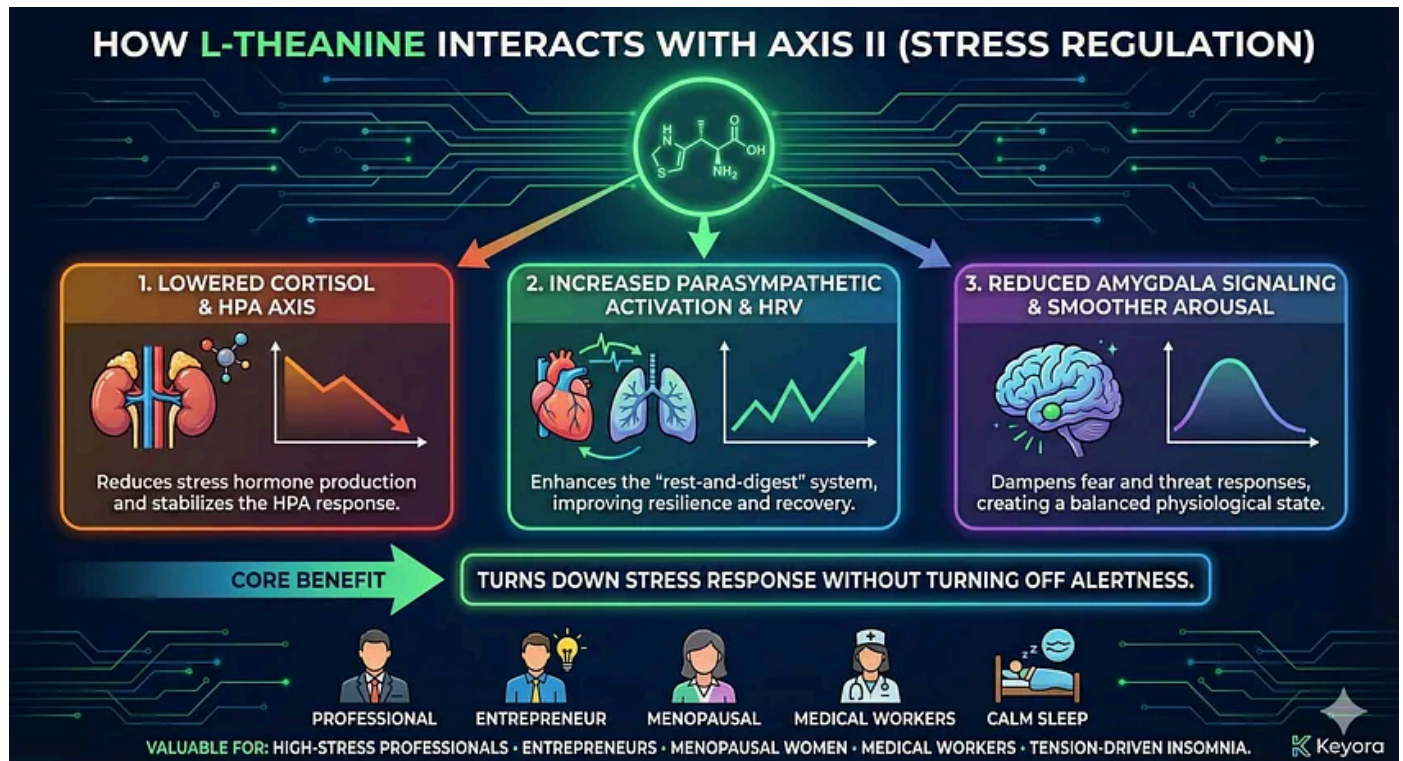 HOW L-THEANINE INTERACTS WITH AXIS II (STRESS REGULATION)
H
N
S
O
OH
NH₂
1. LOWERED CORTISOL
& HPA AXIS
Reduces stress hormone production
and stabilizes the HPA response.
2. INCREASED PARASYMPATHETIC
ACTIVATION & HRV
Enhances the "rest-and-digest" system,
improving resilience and recovery.
3. REDUCED AMYGDALA SIGNALING
& SMOOTHER AROUSAL
Dampens fear and threat responses,
creating a balanced physiological state.
CORE BENEFIT
TURNS DOWN STRESS RESPONSE WITHOUT TURNING OFF ALERTNESS.
z z z
PROFESSIONAL
ENTREPRENEUR
MENOPAUSAL
MEDICAL WORKERS
CALM SLEEP
VALUABLE FOR: HIGH-STRESS PROFESSIONALS · ENTREPRENEURS · MENOPAUSAL WOMEN · MEDICAL WORKERS · TENSION-DRIVEN INSOMNIA.
Keyora